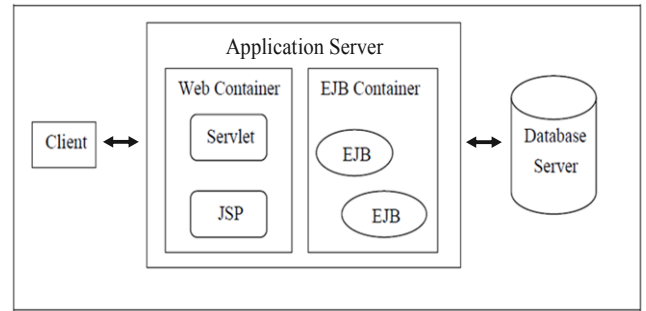 Application Server
Web Container
EJB Container
Client
Servlet
JSP
EJB
EJB
Database
Server